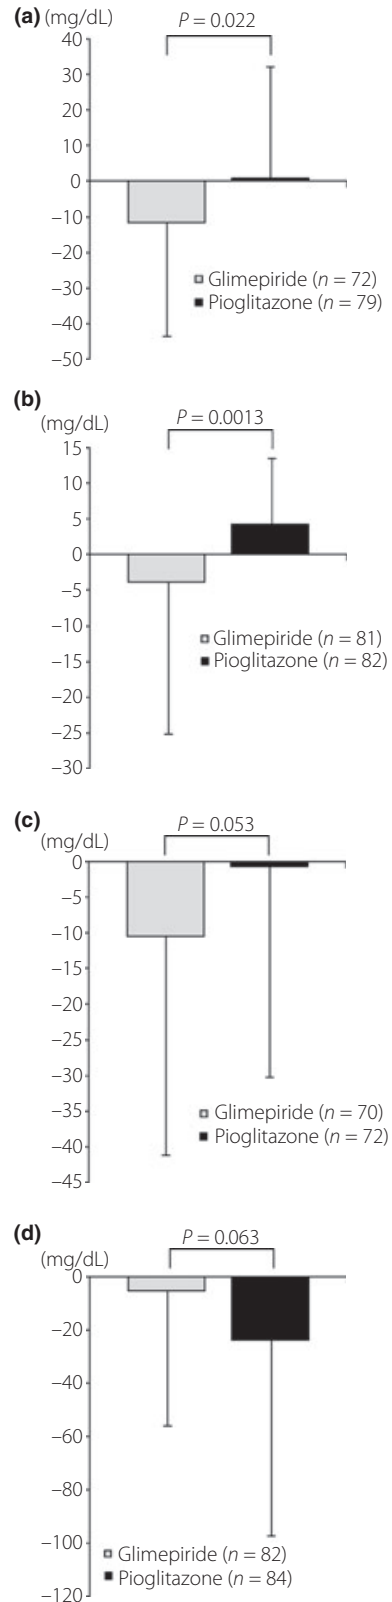 (a) (mg/dL)
P = 0.022
40
30
20
10
0
–10
–20
–30
–40
–50
Glimepiride (n = 72)
Pioglitazone (n = 79)
(b)
(mg/dL)
P = 0.0013
15
10
5
0
–5
–10
–15
–20
–25
–30
Glimepiride (n = 81)
Pioglitazone (n = 82)
(c)
(mg/dL)
P = 0.053
0
–5
–10
–15
–20
–25
–30
–35
–40
–45
Glimepiride (n = 70)
Pioglitazone (n = 72)
(d)
(mg/dL)
P = 0.063
0
–20
–40
–60
–80
–100
–120
Glimepiride (n = 82)
Pioglitazone (n = 84)